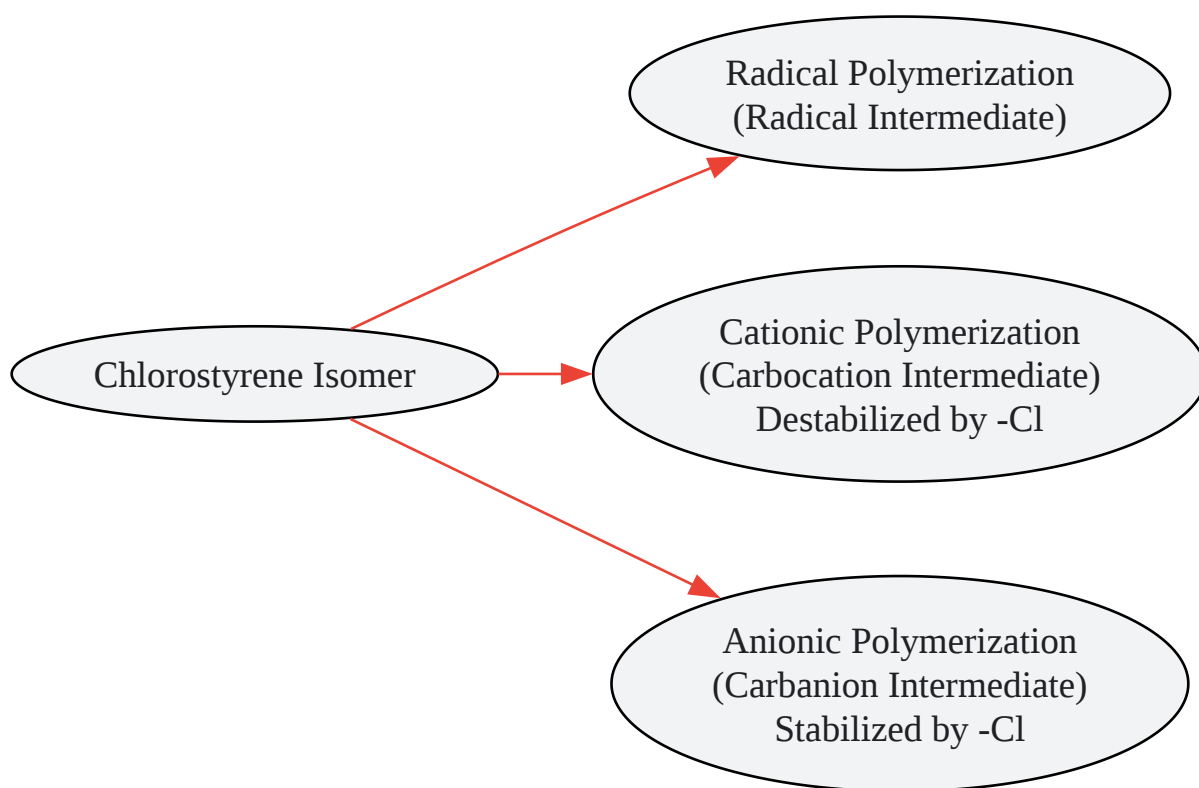 Radical Polymerization
(Radical Intermediate)
Chlorostyrene Isomer
Cationic Polymerization
(Carbocation Intermediate)
Destabilized by -Cl
Anionic Polymerization
(Carbanion Intermediate)
Stabilized by -Cl